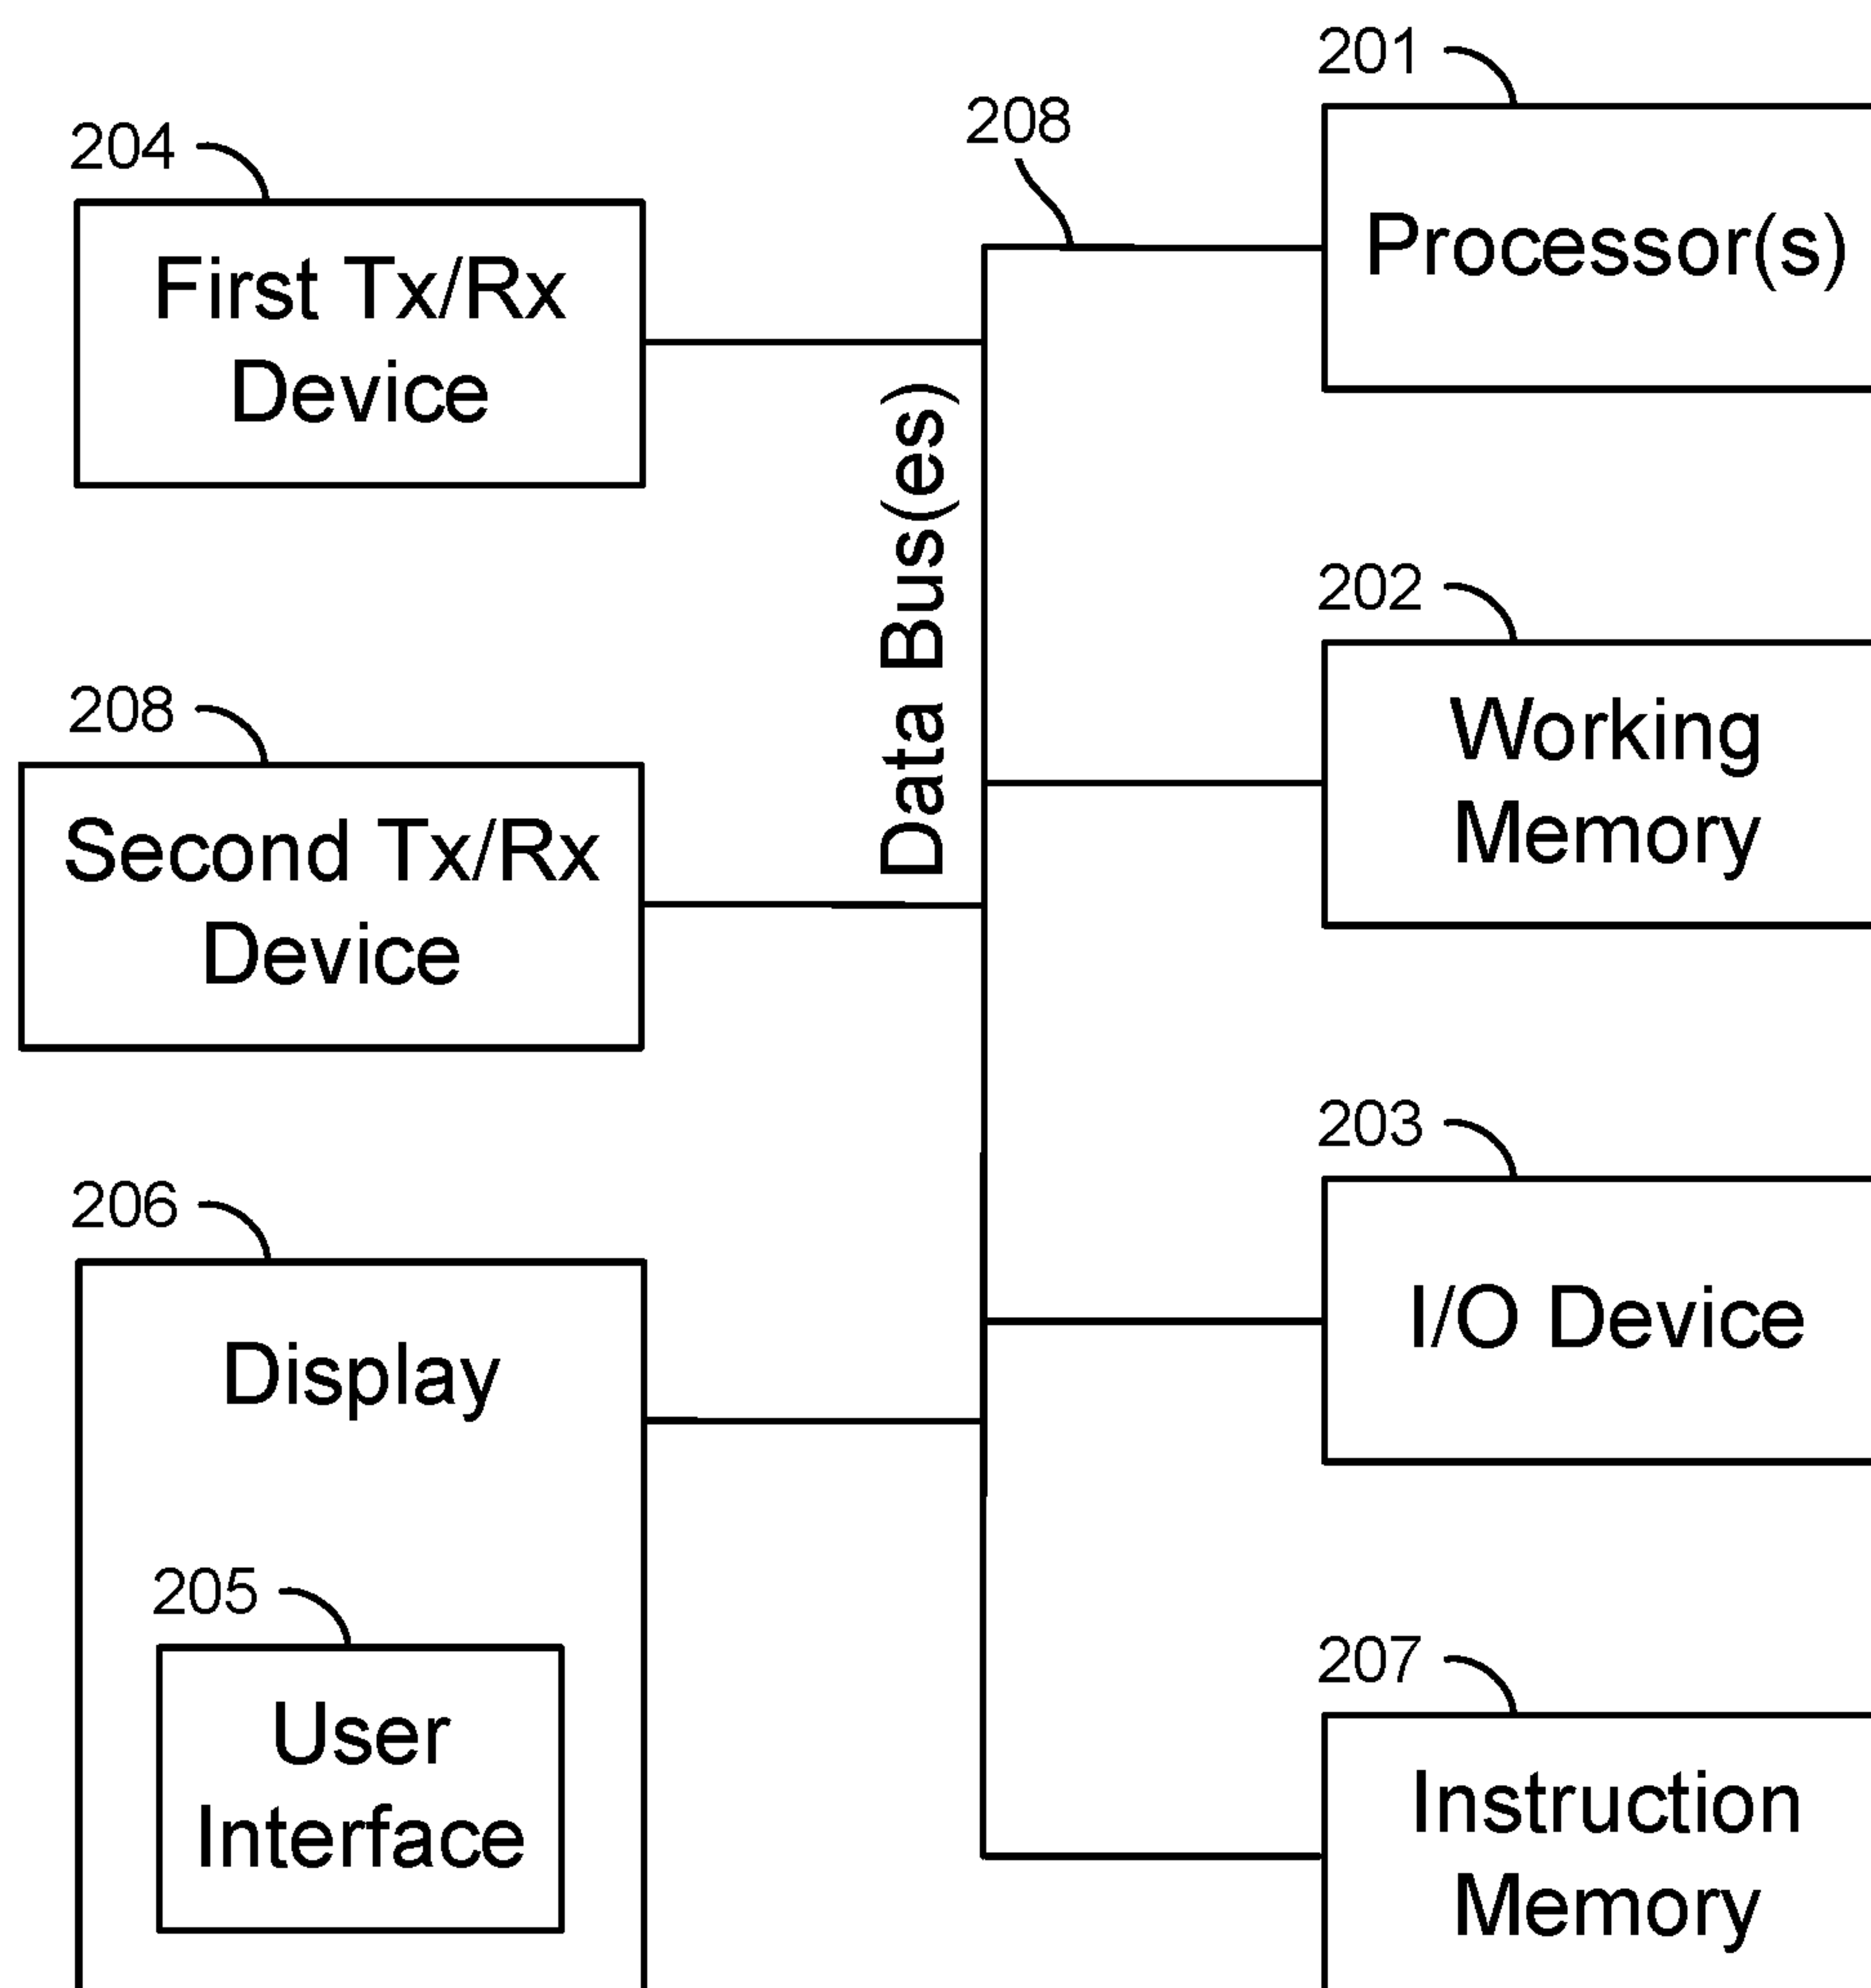 201
Processor(s)
208
204
First Tx/Rx
Device
Data Bus(es)
202
Working
Memory
208
Second Tx/Rx
Device
203
I/O Device
206
Display
205
User
Interface
207
Instruction
Memory